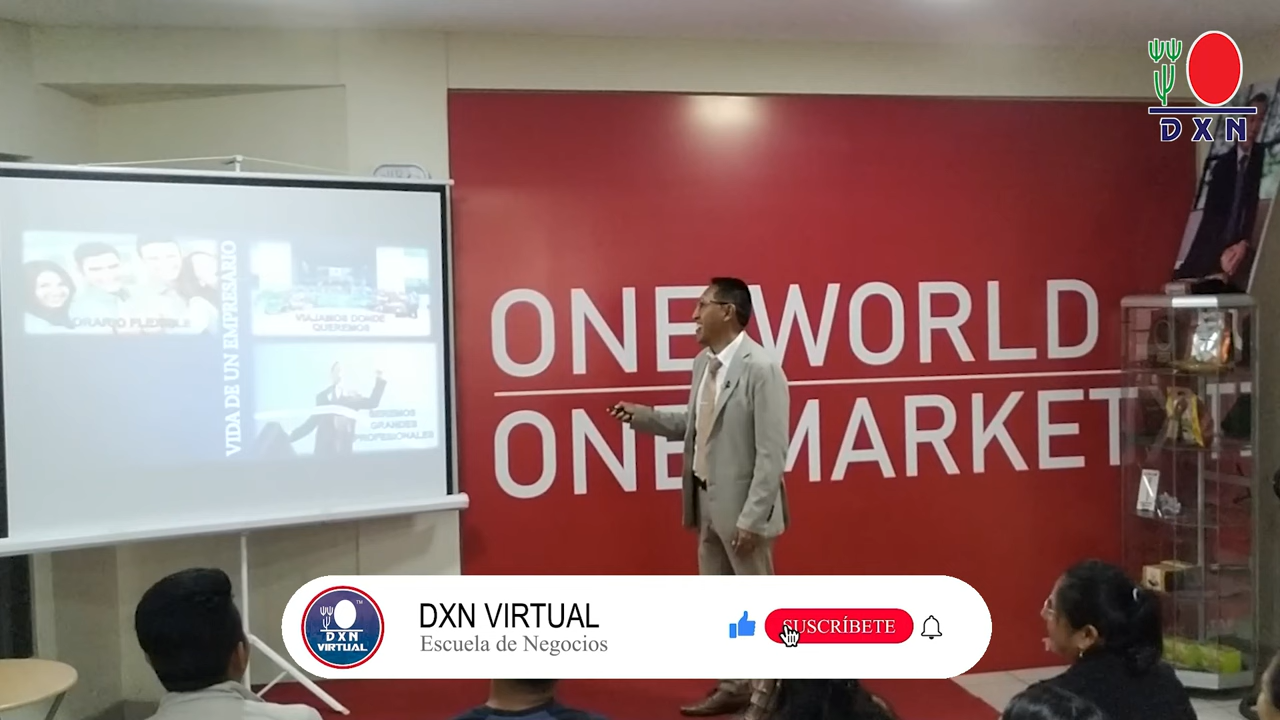 DXN
HORARIO FLEXIBLE
VIDA DE UN EMPRESARIO
VIAJAMOS DONDE
QUEREMOS
SEREMOS
GRANDES
PROFESIONALES
ONE WORLD
ONE MARKET
DXN
VIRTUAL
DXN VIRTUAL
Escuela de Negocios
SUSCRÍBETE